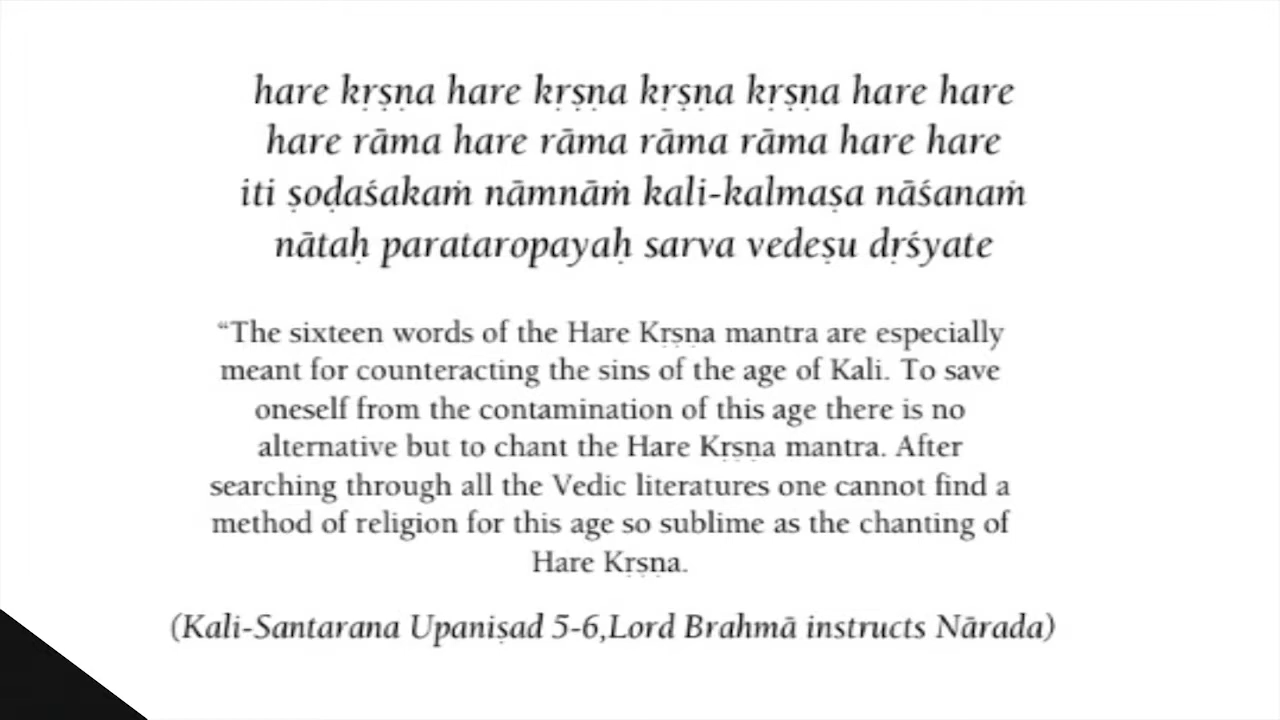 hare kṛṣṇa hare kṛṣṇa kṛṣṇa kṛṣṇa hare hare
hare rāma hare rāma rāma rāma hare hare
iti ṣoḍaśakaṁ nāmnāṁ kali-kalmaṣa nāśanaṁ
nātaḥ parataropayaḥ sarva vedeṣu dṛśyate
“The sixteen words of the Hare Kṛṣṇa mantra are especially
meant for counteracting the sins of the age of Kali. To save
oneself from the contamination of this age there is no
alternative but to chant the Hare Kṛṣṇa mantra. After
searching through all the Vedic literatures one cannot find a
method of religion for this age so sublime as the chanting of
Hare Kṛṣṇa.
(Kali-Santarana Upaniṣad 5-6,Lord Brahmā instructs Nārada)